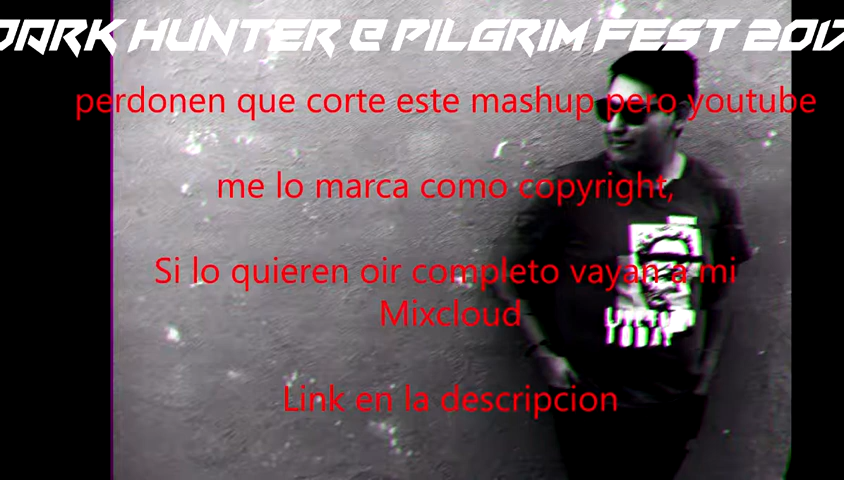 DARK HUNTER @ PILGRIM FEST 2017
perdonen que corte este mashup pero youtube
me lo marca como copyright,
Si lo quieren oir completo vayan a mi
Mixcloud
Link en la descripcion
TODAY